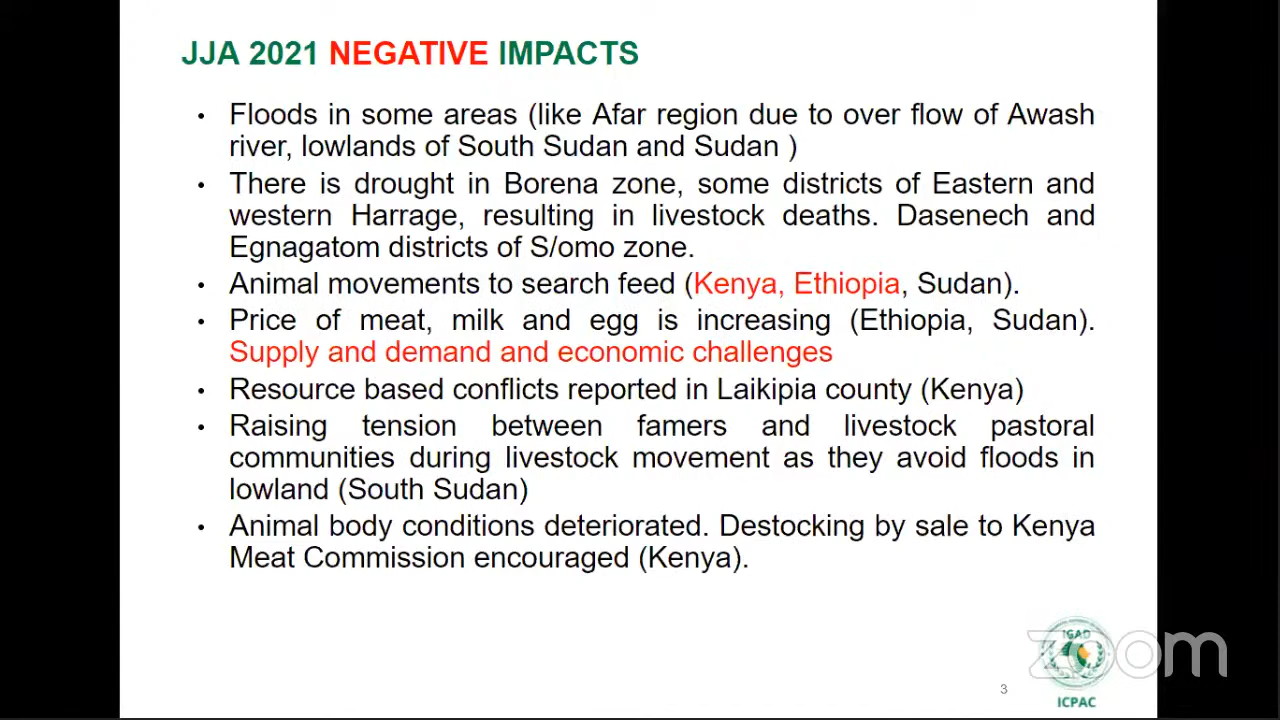 JJA 2021 NEGATIVE IMPACTS
• Floods in some areas (like Afar region due to over flow of Awash
river, lowlands of South Sudan and Sudan )
• There is drought in Borena zone, some districts of Eastern and
western Harrage, resulting in livestock deaths. Dasenech and
Egnagatom districts of S/omo zone.
• Animal movements to search feed (Kenya, Ethiopia, Sudan).
• Price of meat, milk and egg is increasing (Ethiopia, Sudan).
Supply and demand and economic challenges
• Resource based conflicts reported in Laikipia county (Kenya)
• Raising tension between famers and livestock pastoral
communities during livestock movement as they avoid floods in
lowland (South Sudan)
• Animal body conditions deteriorated. Destocking by sale to Kenya
Meat Commission encouraged (Kenya).
IGAD
zoom
3
ICPAC